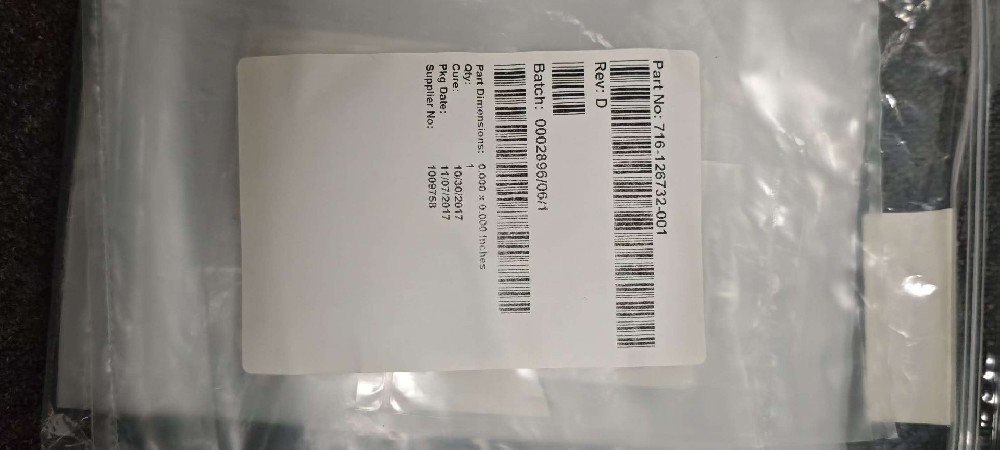 Part No: 716-126732-001
Rev: D
Batch: 0002896/06/1
Part Dimensions: 0.000 x 0.000 Inches
Qty: 1
Cure: 10/30/2017
Pkg Date: 11/07/2017
Supplier No: 1009758